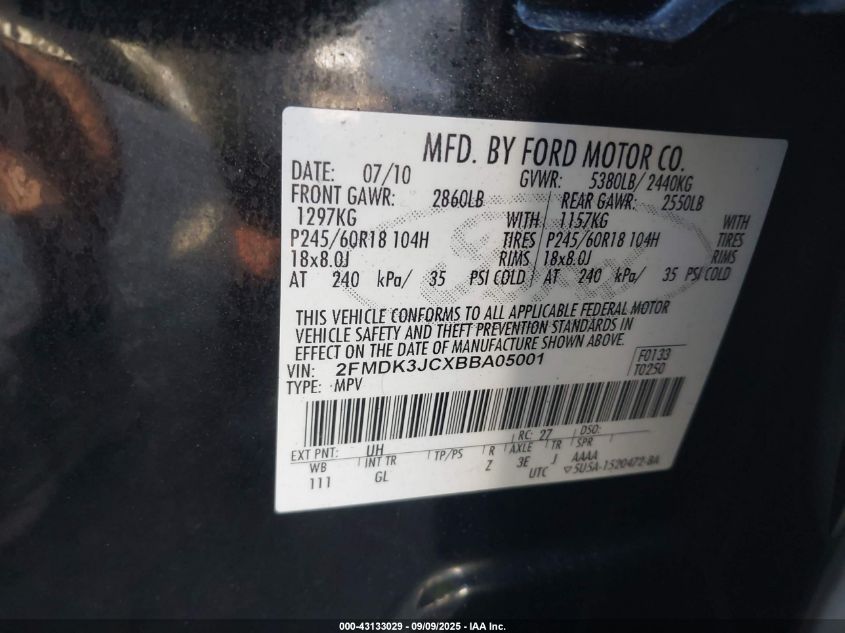 MFD. BY FORD MOTOR CO.
DATE: 07/10 GVWR: 5380LB/ 2440KG
FRONT GAWR: 2860LB REAR GAWR: 2550LB
1297KG WITH 1157KG WITH
P245/60R18 104H TIRES P245/60R18 104H TIRES
18x8.0J RIMS 18x8.0J RIMS
AT 240 kPa/ 35 PSI COLD AT 240 kPa/ 35 PSI COLD
THIS VEHICLE CONFORMS TO ALL APPLICABLE FEDERAL MOTOR
VEHICLE SAFETY AND THEFT PREVENTION STANDARDS IN
EFFECT ON THE DATE OF MANUFACTURE SHOWN ABOVE.
VIN: 2FMDK3JCXBBA05001 F0133
TYPE: MPV T0250
RC: 27 DSO:
EXT PNT: UH
WB INT TR TP/PS R AXLE TR SPR
111 GL Z 3E J AAAA
UTC 5U5A-1520472-BA
000-43133029 - 09/09/2025 - IAA Inc.